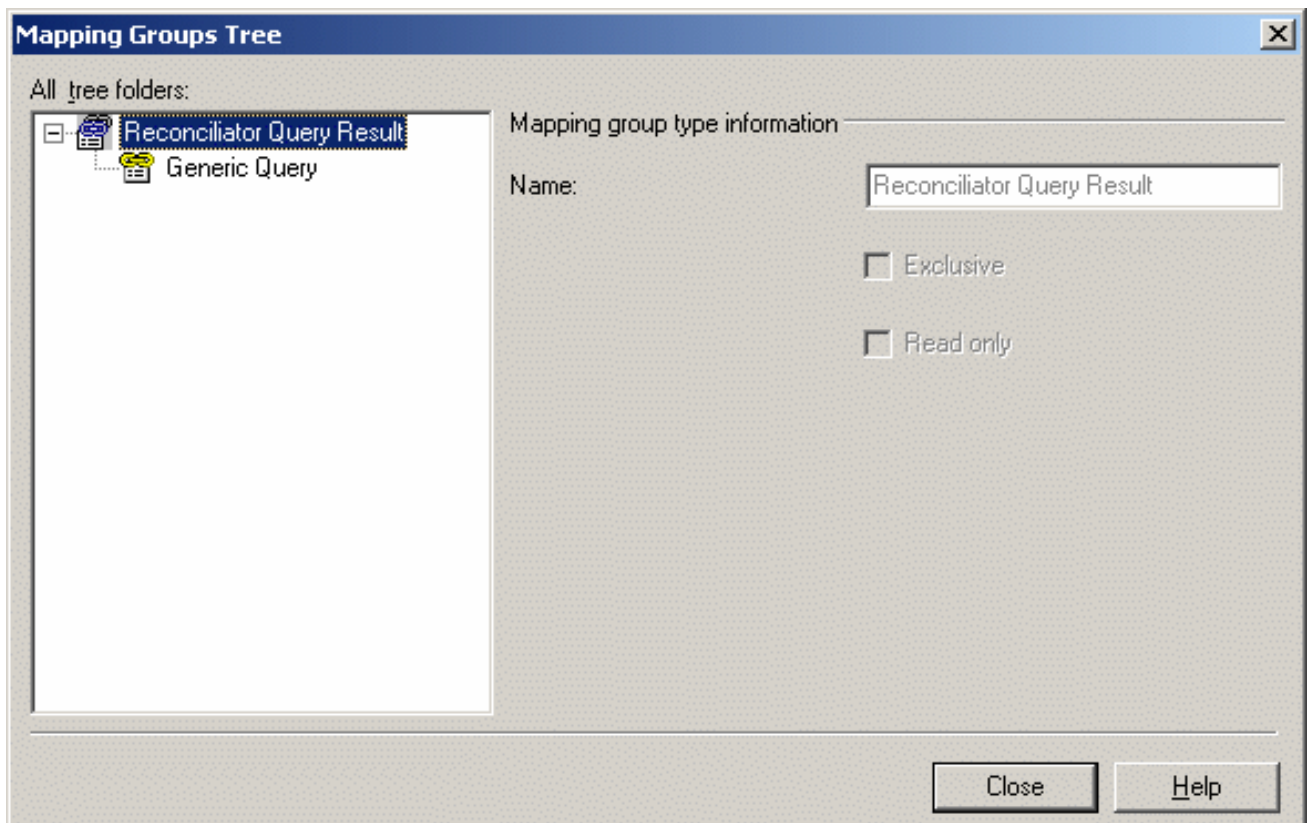 Mapping Groups Tree
All tree folders:
Reconciliator Query Result
Generic Query
Mapping group type information
Name:
Reconciliator Query Result
Exclusive
Read only
Close
Help